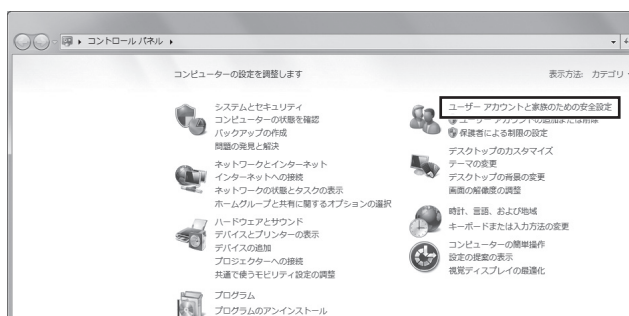 コントロール パネル
コンピューターの設定を調整します
表示方法: カテゴリ
システムとセキュリティ
コンピューターの状態を確認
バックアップの作成
問題の発見と解決
ネットワークとインターネット
インターネットへの接続
ネットワークの状態とタスクの表示
ホームグループと共有に関するオプションの選択
ハードウェアとサウンド
デバイスとプリンターの表示
デバイスの追加
プロジェクターへの接続
共通で使うモビリティ設定の調整
プログラム
プログラムのアンインストール
ユーザー アカウントと家族のための安全設定
ユーザー アカウントの追加または削除
保護者による制限の設定
デスクトップのカスタマイズ
テーマの変更
デスクトップの背景の変更
画面の解像度の調整
時計、言語、および地域
キーボードまたは入力方法の変更
コンピューターの簡単操作
設定の提案の表示
視覚ディスプレイの最適化